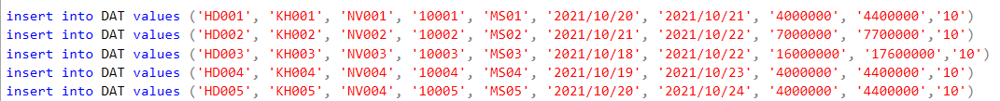 insert into DAT values ('HD001', 'KH001', 'NV001', '10001', 'MS01', '2021/10/20', '2021/10/21', '4000000', '4400000','10')
insert into DAT values ('HD002', 'KH002', 'NV002', '10002', 'MS02', '2021/10/21', '2021/10/22', '7000000', '7700000','10')
insert into DAT values ('HD003', 'KH003', 'NV003', '10003', 'MS03', '2021/10/18', '2021/10/22', '16000000', '17600000','10')
insert into DAT values ('HD004', 'KH004', 'NV004', '10004', 'MS04', '2021/10/19', '2021/10/23', '4000000', '4400000','10')
insert into DAT values ('HD005', 'KH005', 'NV004', '10005', 'MS05', '2021/10/20', '2021/10/24', '4000000', '4400000','10')